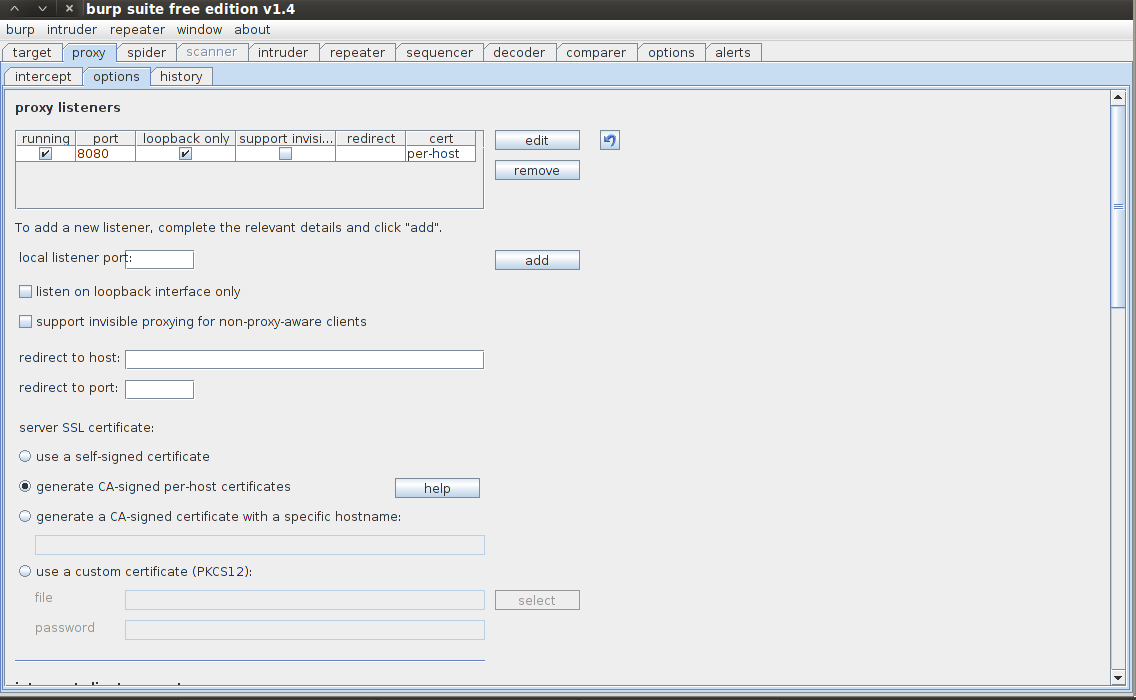 burp suite free edition v1.4
burp intruder repeater window about
target proxy spider scanner intruder repeater sequencer decoder comparer options alerts
intercept options history
proxy listeners
running port loopback only support invisi... redirect cert
8080 per-host
edit
remove
To add a new listener, complete the relevant details and click "add".
local listener port:
add
listen on loopback interface only
support invisible proxying for non-proxy-aware clients
redirect to host:
redirect to port:
server SSL certificate:
use a self-signed certificate
generate CA-signed per-host certificates
help
generate a CA-signed certificate with a specific hostname:
use a custom certificate (PKCS12):
file
select
password